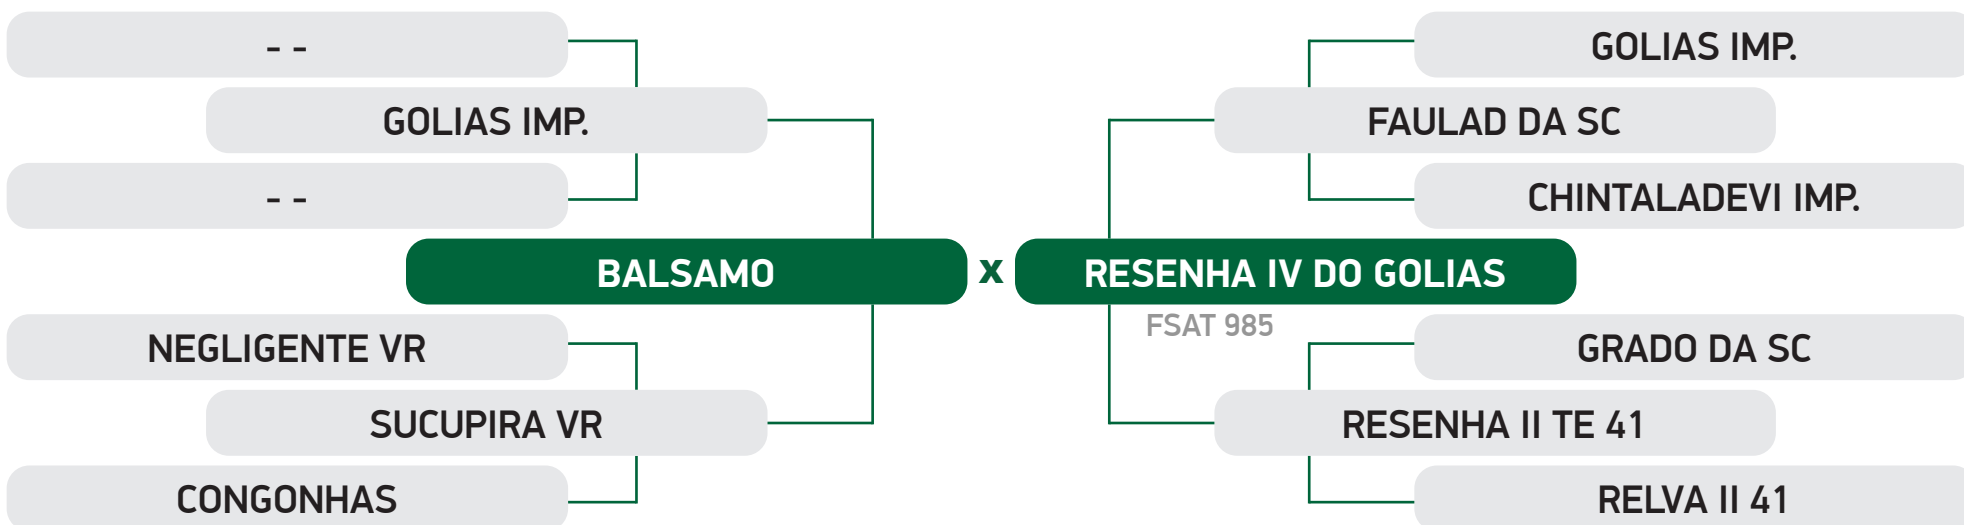 - -
GOLIAS IMP.
GOLIAS IMP.
FAULAD DA SC
- -
CHINTALADEVI IMP.
BALSAMO x RESENHA IV DO GOLIAS
FSAT 985
NEGLIGENTE VR
GRADO DA SC
SUCUPIRA VR
RESENHA II TE 41
CONGONHAS
RELVA II 41